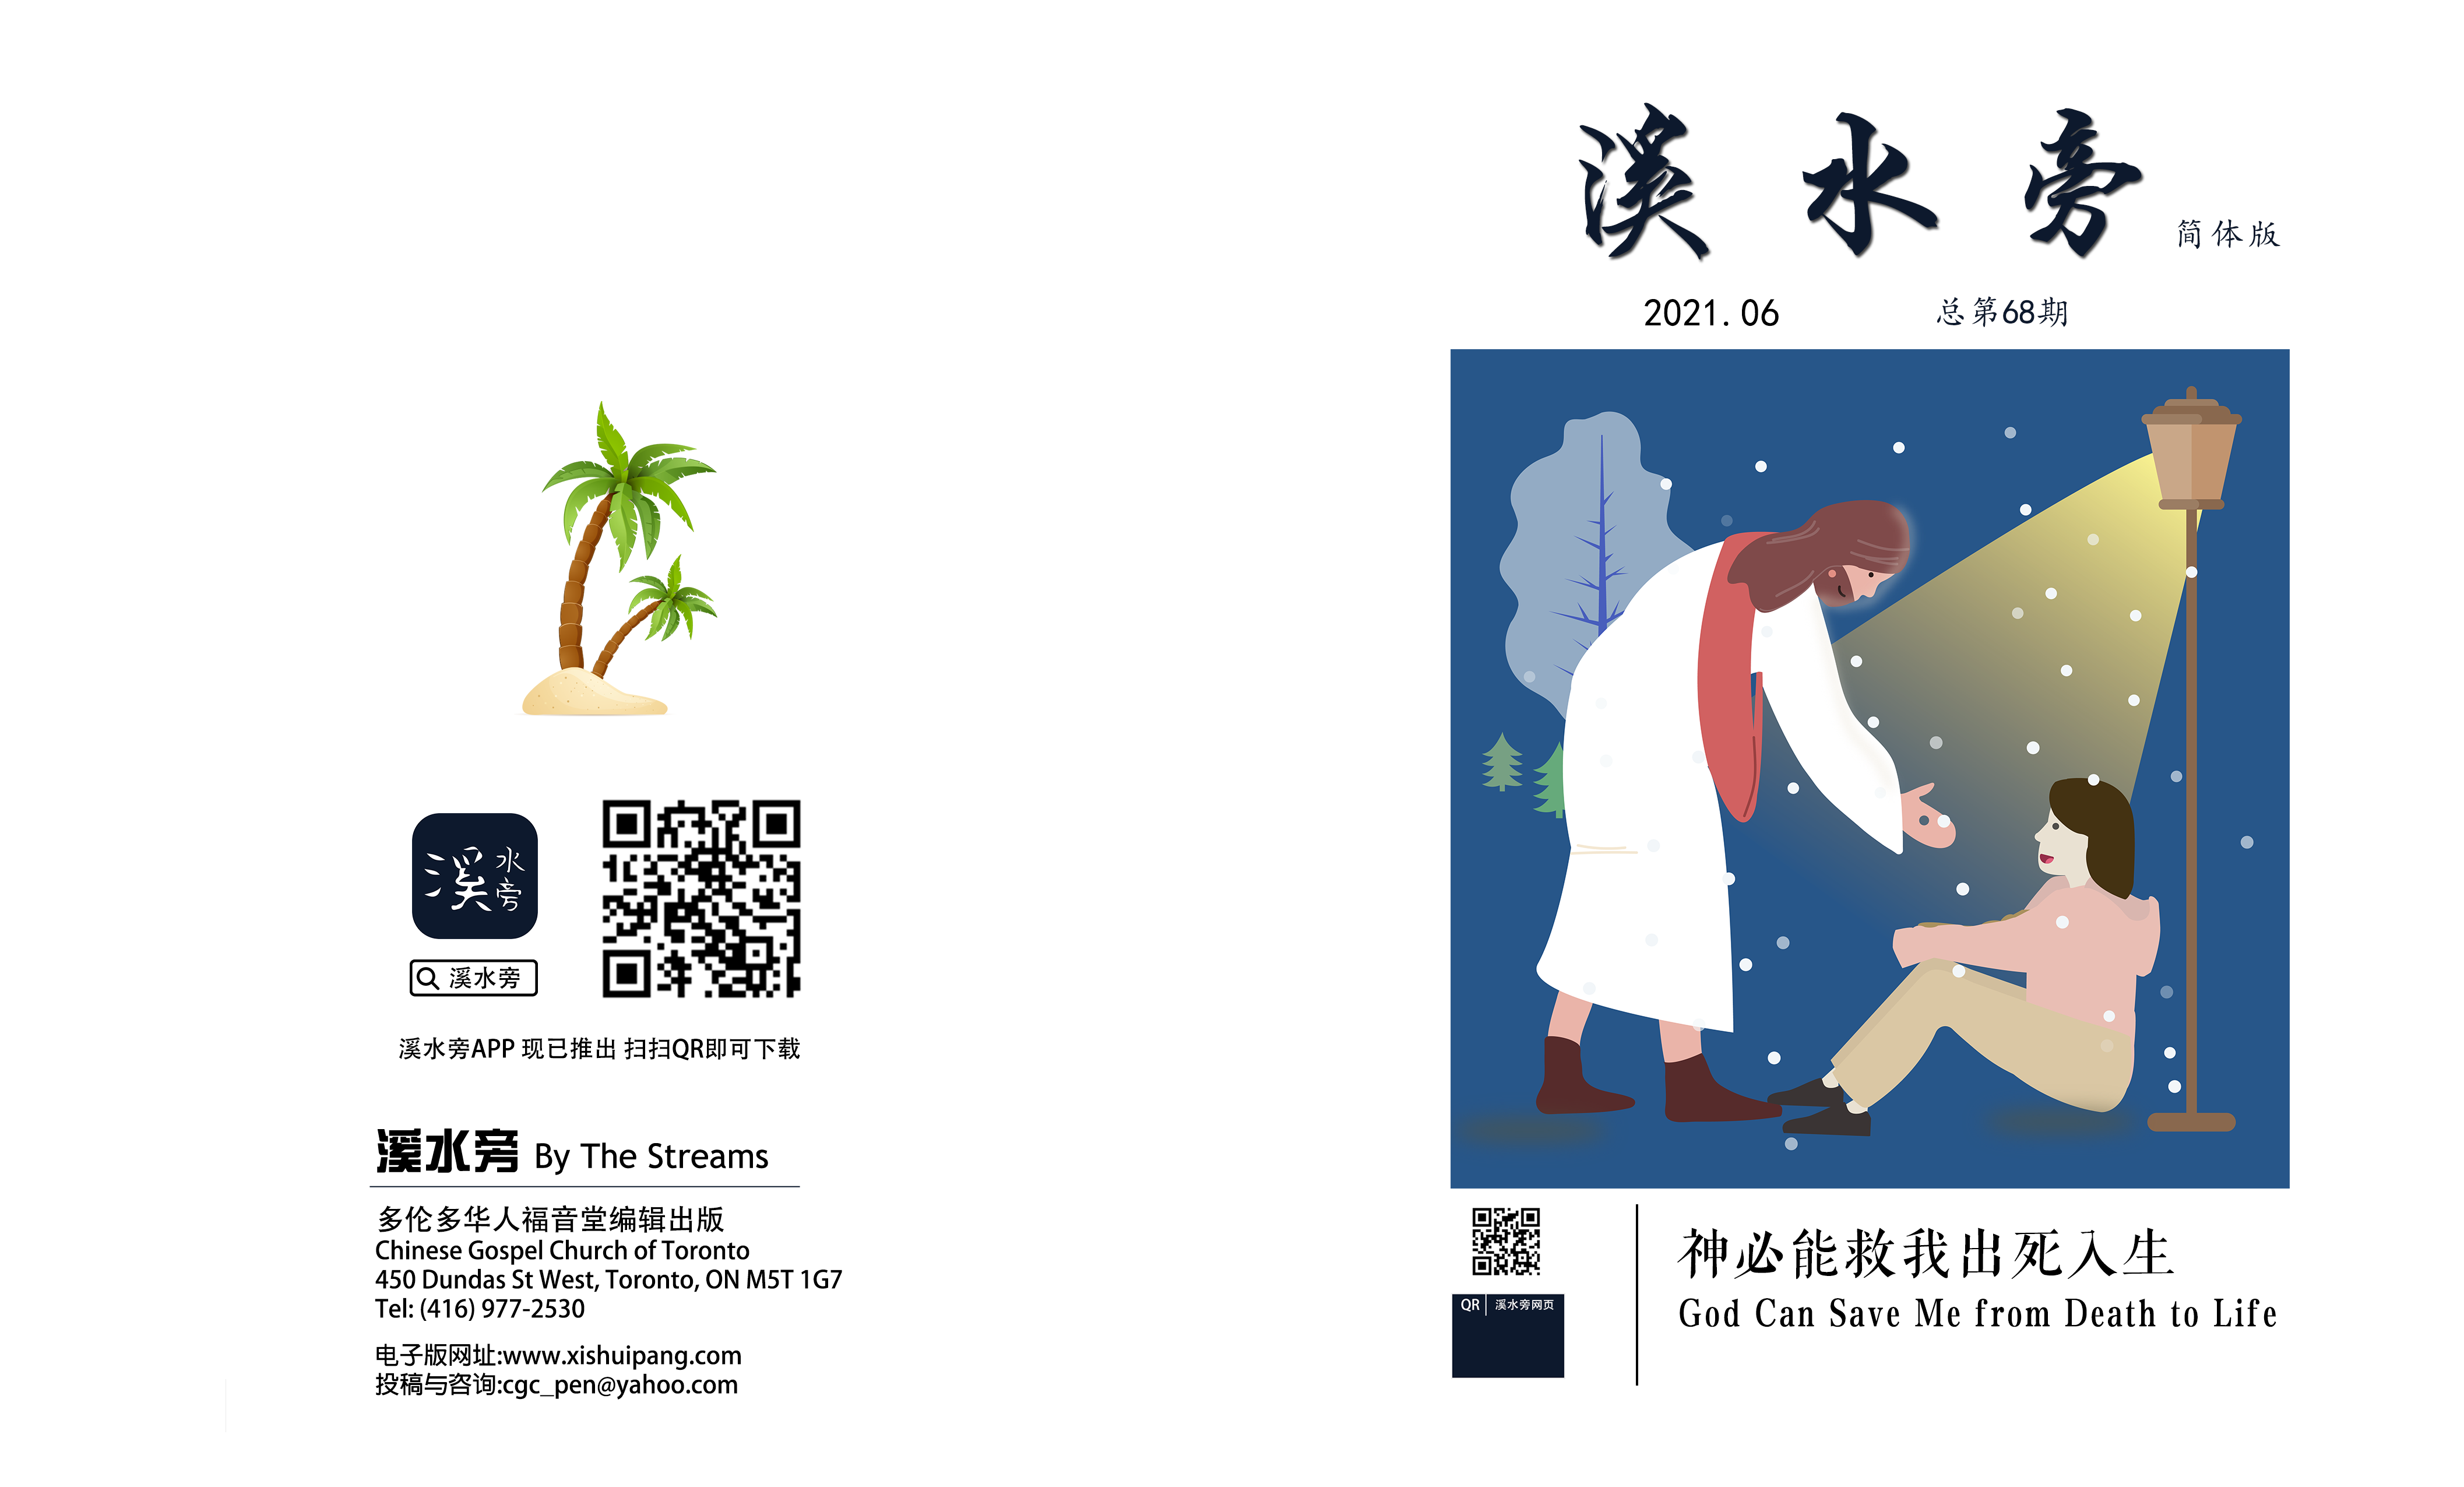 溪水旁
简体版
2021.06
总第68期
QR 溪水旁网页
神必能救我出死入生
God Can Save Me from Death to Life
溪水旁
溪水旁
溪水旁APP 现已推出 扫扫QR即可下载
溪水旁 By The Streams
多伦多华人福音堂编辑出版
Chinese Gospel Church of Toronto
450 Dundas St West, Toronto, ON M5T 1G7
Tel: (416) 977-2530
电子版网址:www.xishuipang.com
投稿与咨询:cgc_pen@yahoo.com